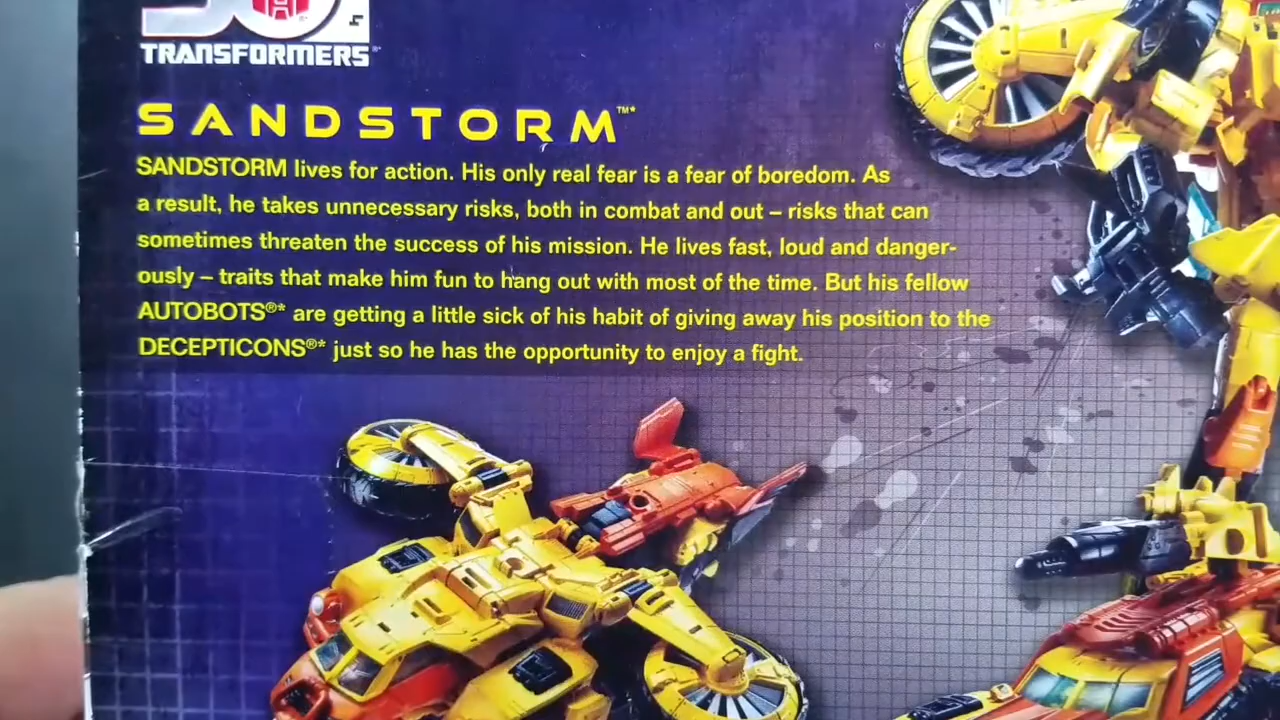 TRANSFORMERS®
SANDSTORM™*
SANDSTORM lives for action. His only real fear is a fear of boredom. As
a result, he takes unnecessary risks, both in combat and out – risks that can
sometimes threaten the success of his mission. He lives fast, loud and danger-
ously – traits that make him fun to hang out with most of the time. But his fellow
AUTOBOTS®* are getting a little sick of his habit of giving away his position to the
DECEPTICONS®* just so he has the opportunity to enjoy a fight.